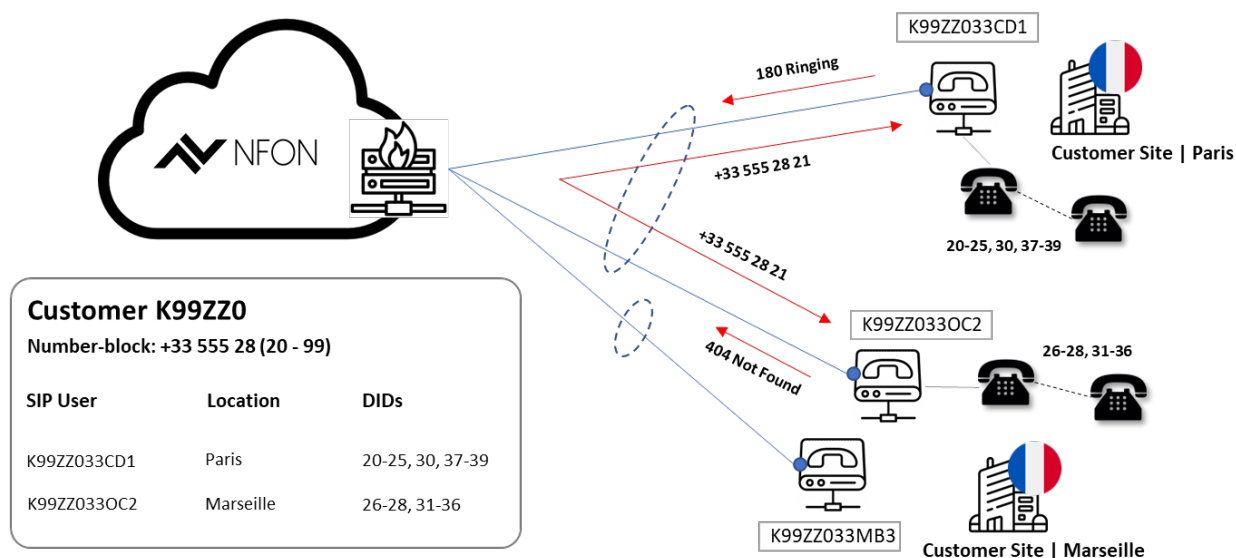 NFON
K99ZZ033CD1
180 Ringing
+33 555 28 21
Customer Site | Paris
20-25, 30, 37-39
+33 555 28 21
K99ZZ033OC2
404 Not Found
26-28, 31-36
K99ZZ033MB3
Customer Site | Marseille
Customer K99ZZ0
Number-block: +33 555 28 (20 - 99)
SIP User Location DIDs
K99ZZ033CD1 Paris 20-25, 30, 37-39
K99ZZ033OC2 Marseille 26-28, 31-36